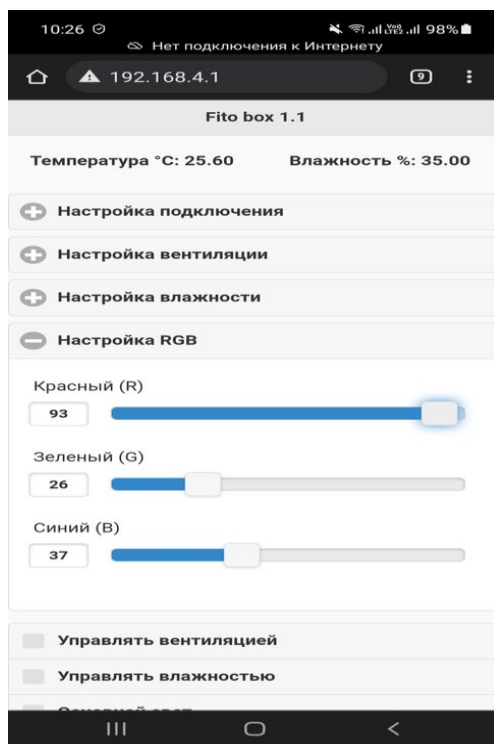 10:26 98%
Нет подключения к Интернету
192.168.4.1 9
Fito box 1.1
Температура °C: 25.60 Влажность %: 35.00
Настройка подключения
Настройка вентиляции
Настройка влажности
Настройка RGB
Красный (R)
93
Зеленый (G)
26
Синий (B)
37
Управлять вентиляцией
Управлять влажностью